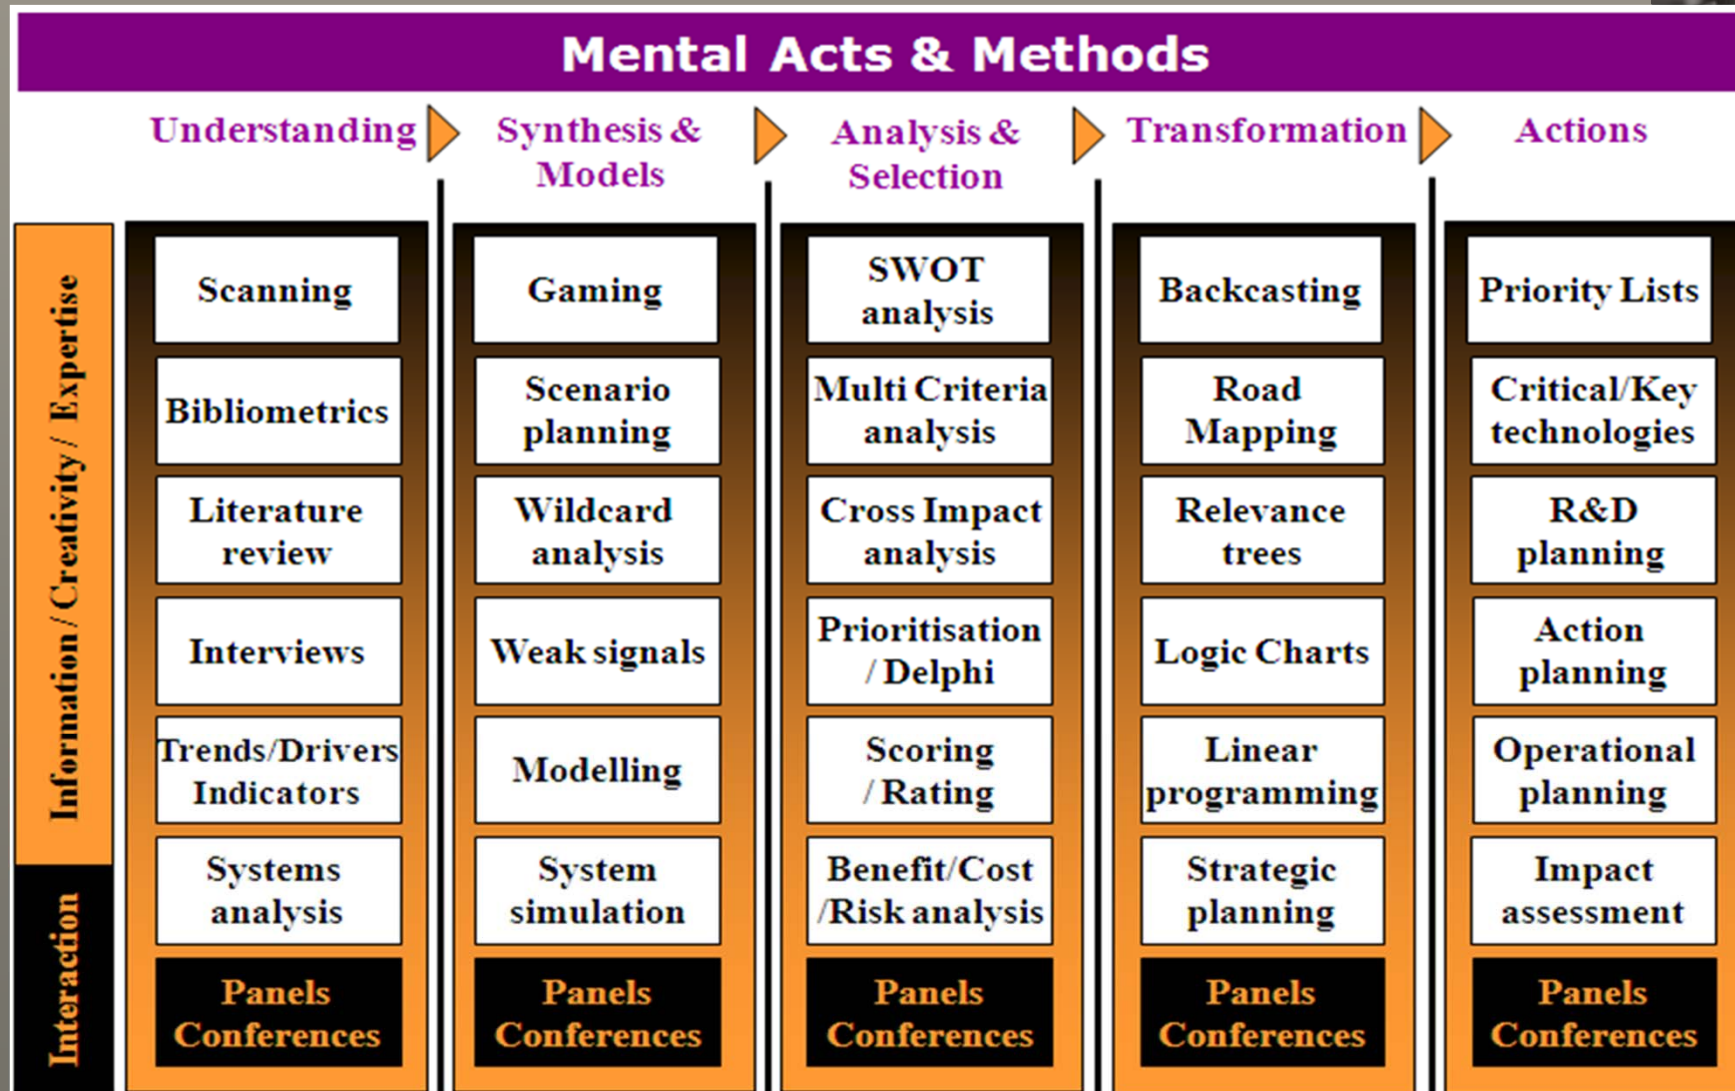 Mental Acts & Methods
Understanding
Synthesis &
Models
Analysis &
Selection
Transformation
Actions
Information / Creativity / Expertise
Interaction
Scanning
Bibliometrics
Literature
review
Interviews
Trends/Drivers
Indicators
Systems
analysis
Panels
Conferences
Gaming
Scenario
planning
Wildcard
analysis
Weak signals
Modelling
System
simulation
Panels
Conferences
SWOT
analysis
Multi Criteria
analysis
Cross Impact
analysis
Prioritisation
/ Delphi
Scoring
/ Rating
Benefit/Cost
/Risk analysis
Panels
Conferences
Backcasting
Road
Mapping
Relevance
trees
Logic Charts
Linear
programming
Strategic
planning
Panels
Conferences
Priority Lists
Critical/Key
technologies
R&D
planning
Action
planning
Operational
planning
Impact
assessment
Panels
Conferences